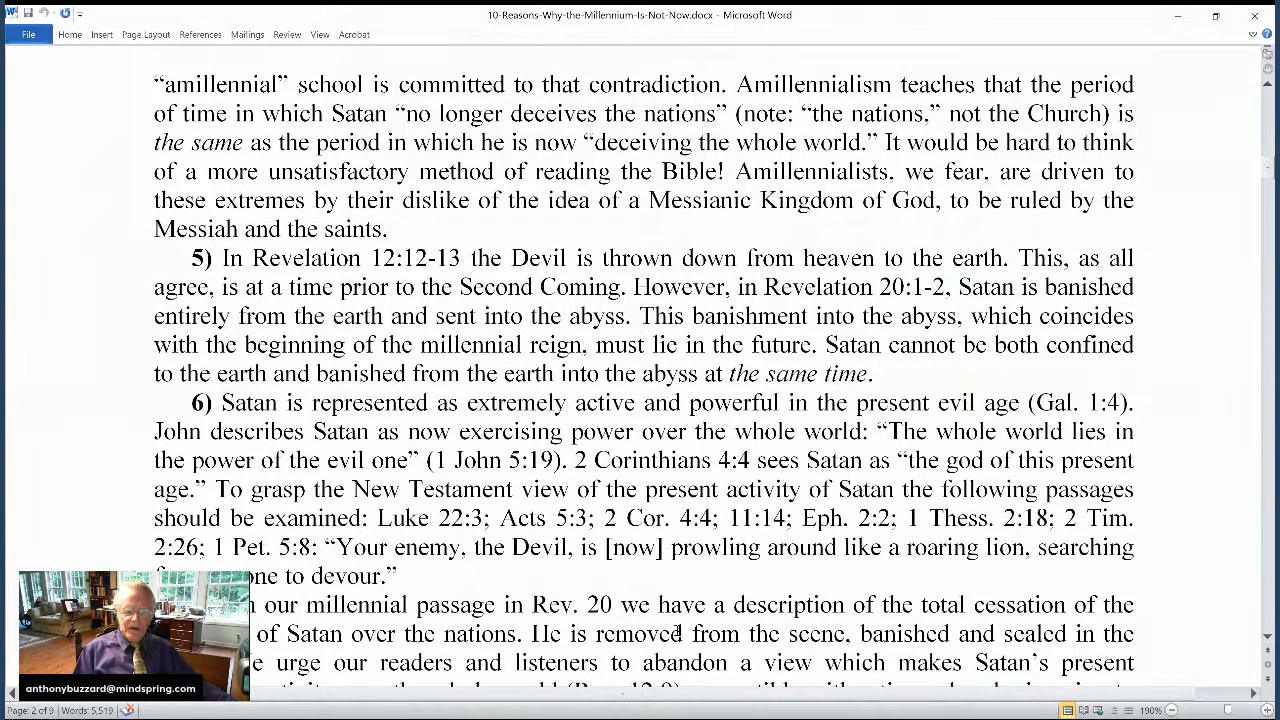 10-Reasons-Why-the-Millennium-Is-Not-Now.docx - Microsoft Word
File Home Insert Page Layout References Mailings Review View Acrobat
“amillennial” school is committed to that contradiction. Amillennialism teaches that the period
of time in which Satan “no longer deceives the nations” (note: “the nations,” not the Church) is
the same as the period in which he is now “deceiving the whole world.” It would be hard to think
of a more unsatisfactory method of reading the Bible! Amillennialists, we fear, are driven to
these extremes by their dislike of the idea of a Messianic Kingdom of God, to be ruled by the
Messiah and the saints.
5) In Revelation 12:12-13 the Devil is thrown down from heaven to the earth. This, as all
agree, is at a time prior to the Second Coming. However, in Revelation 20:1-2, Satan is banished
entirely from the earth and sent into the abyss. This banishment into the abyss, which coincides
with the beginning of the millennial reign, must lie in the future. Satan cannot be both confined
to the earth and banished from the earth into the abyss at the same time.
6) Satan is represented as extremely active and powerful in the present evil age (Gal. 1:4).
John describes Satan as now exercising power over the whole world: “The whole world lies in
the power of the evil one” (1 John 5:19). 2 Corinthians 4:4 sees Satan as “the god of this present
age.” To grasp the New Testament view of the present activity of Satan the following passages
should be examined: Luke 22:3; Acts 5:3; 2 Cor. 4:4; 11:14; Eph. 2:2; 1 Thess. 2:18; 2 Tim.
2:26; 1 Pet. 5:8: “Your enemy, the Devil, is [now] prowling around like a roaring lion, searching
one to devour.”
our millennial passage in Rev. 20 we have a description of the total cessation of the
of Satan over the nations. He is removed from the scene, banished and sealed in the
urge our readers and listeners to abandon a view which makes Satan’s present
anthonybuzzard@mindspring.com
Page: 2 of 9 Words: 5,519 190%